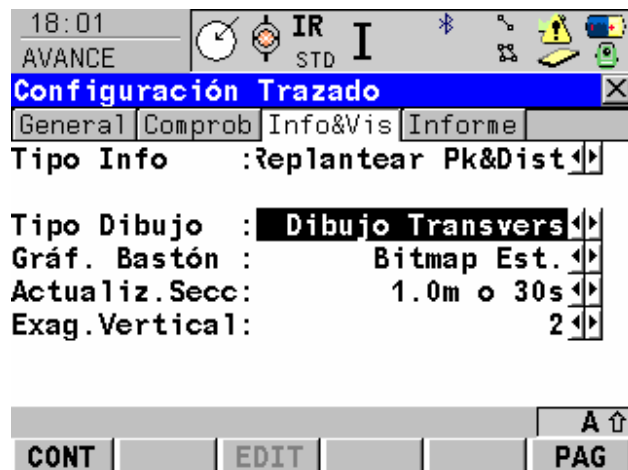 18:01
AVANCE
IR
STD
I
Configuración Trazado
General Comprob Info&Vis Informe
Tipo Info :Replantear Pk&Dist
Tipo Dibujo : Dibujo Transvers
Gráf. Bastón : Bitmap Est.
Actualiz.Secc: 1.0m o 30s
Exag.Vertical: 2
A
CONT EDIT PAG